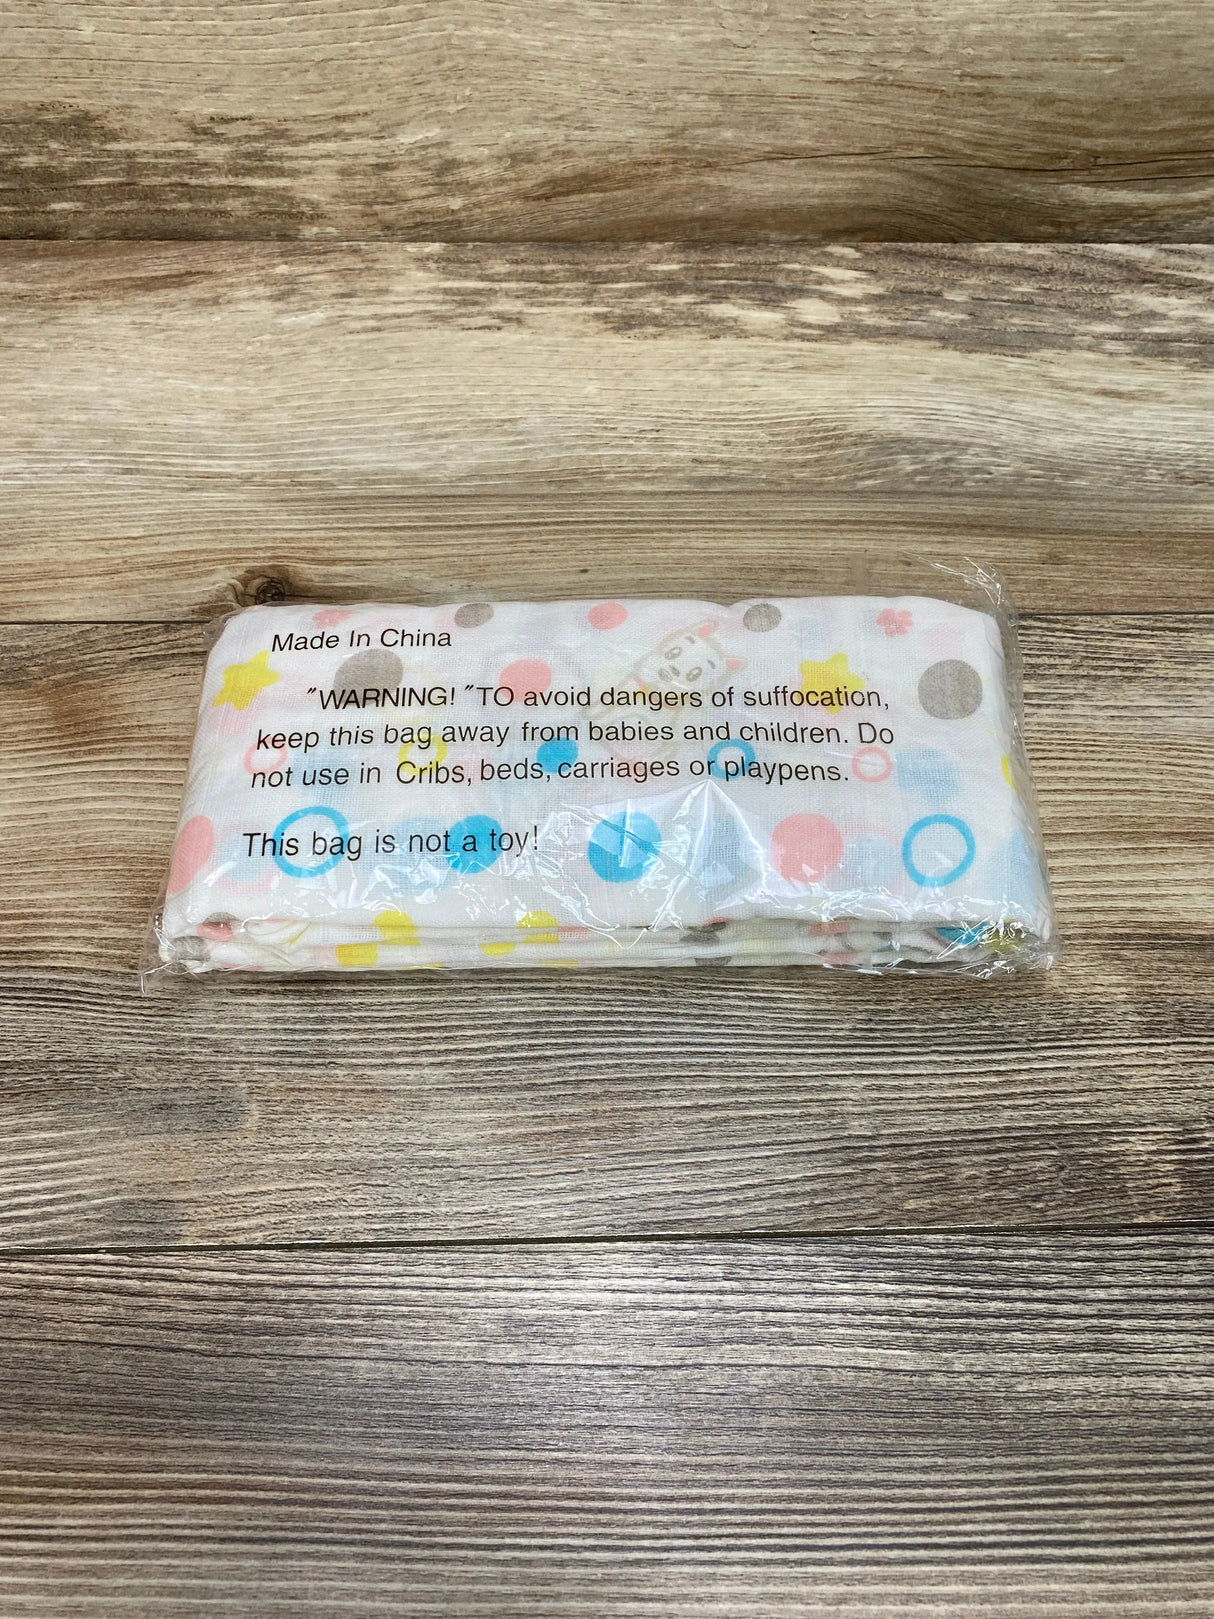 Made In China
"WARNING! "TO avoid dangers of suffocation,
keep this bag away from babies and children. Do
not use in Cribs, beds, carriages or playpens.
This bag is not a toy!